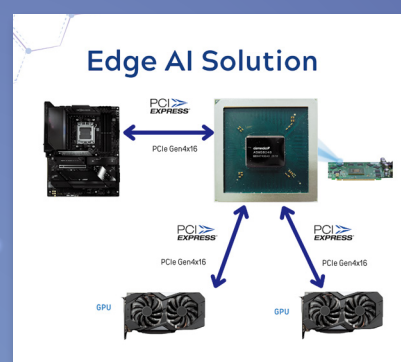 Edge AI Solution
PCI
EXPRESS
PCIe Gen4x16
PCI
EXPRESS
PCI
EXPRESS
PCIe Gen4x16
PCIe Gen4x16
GPU
GPU